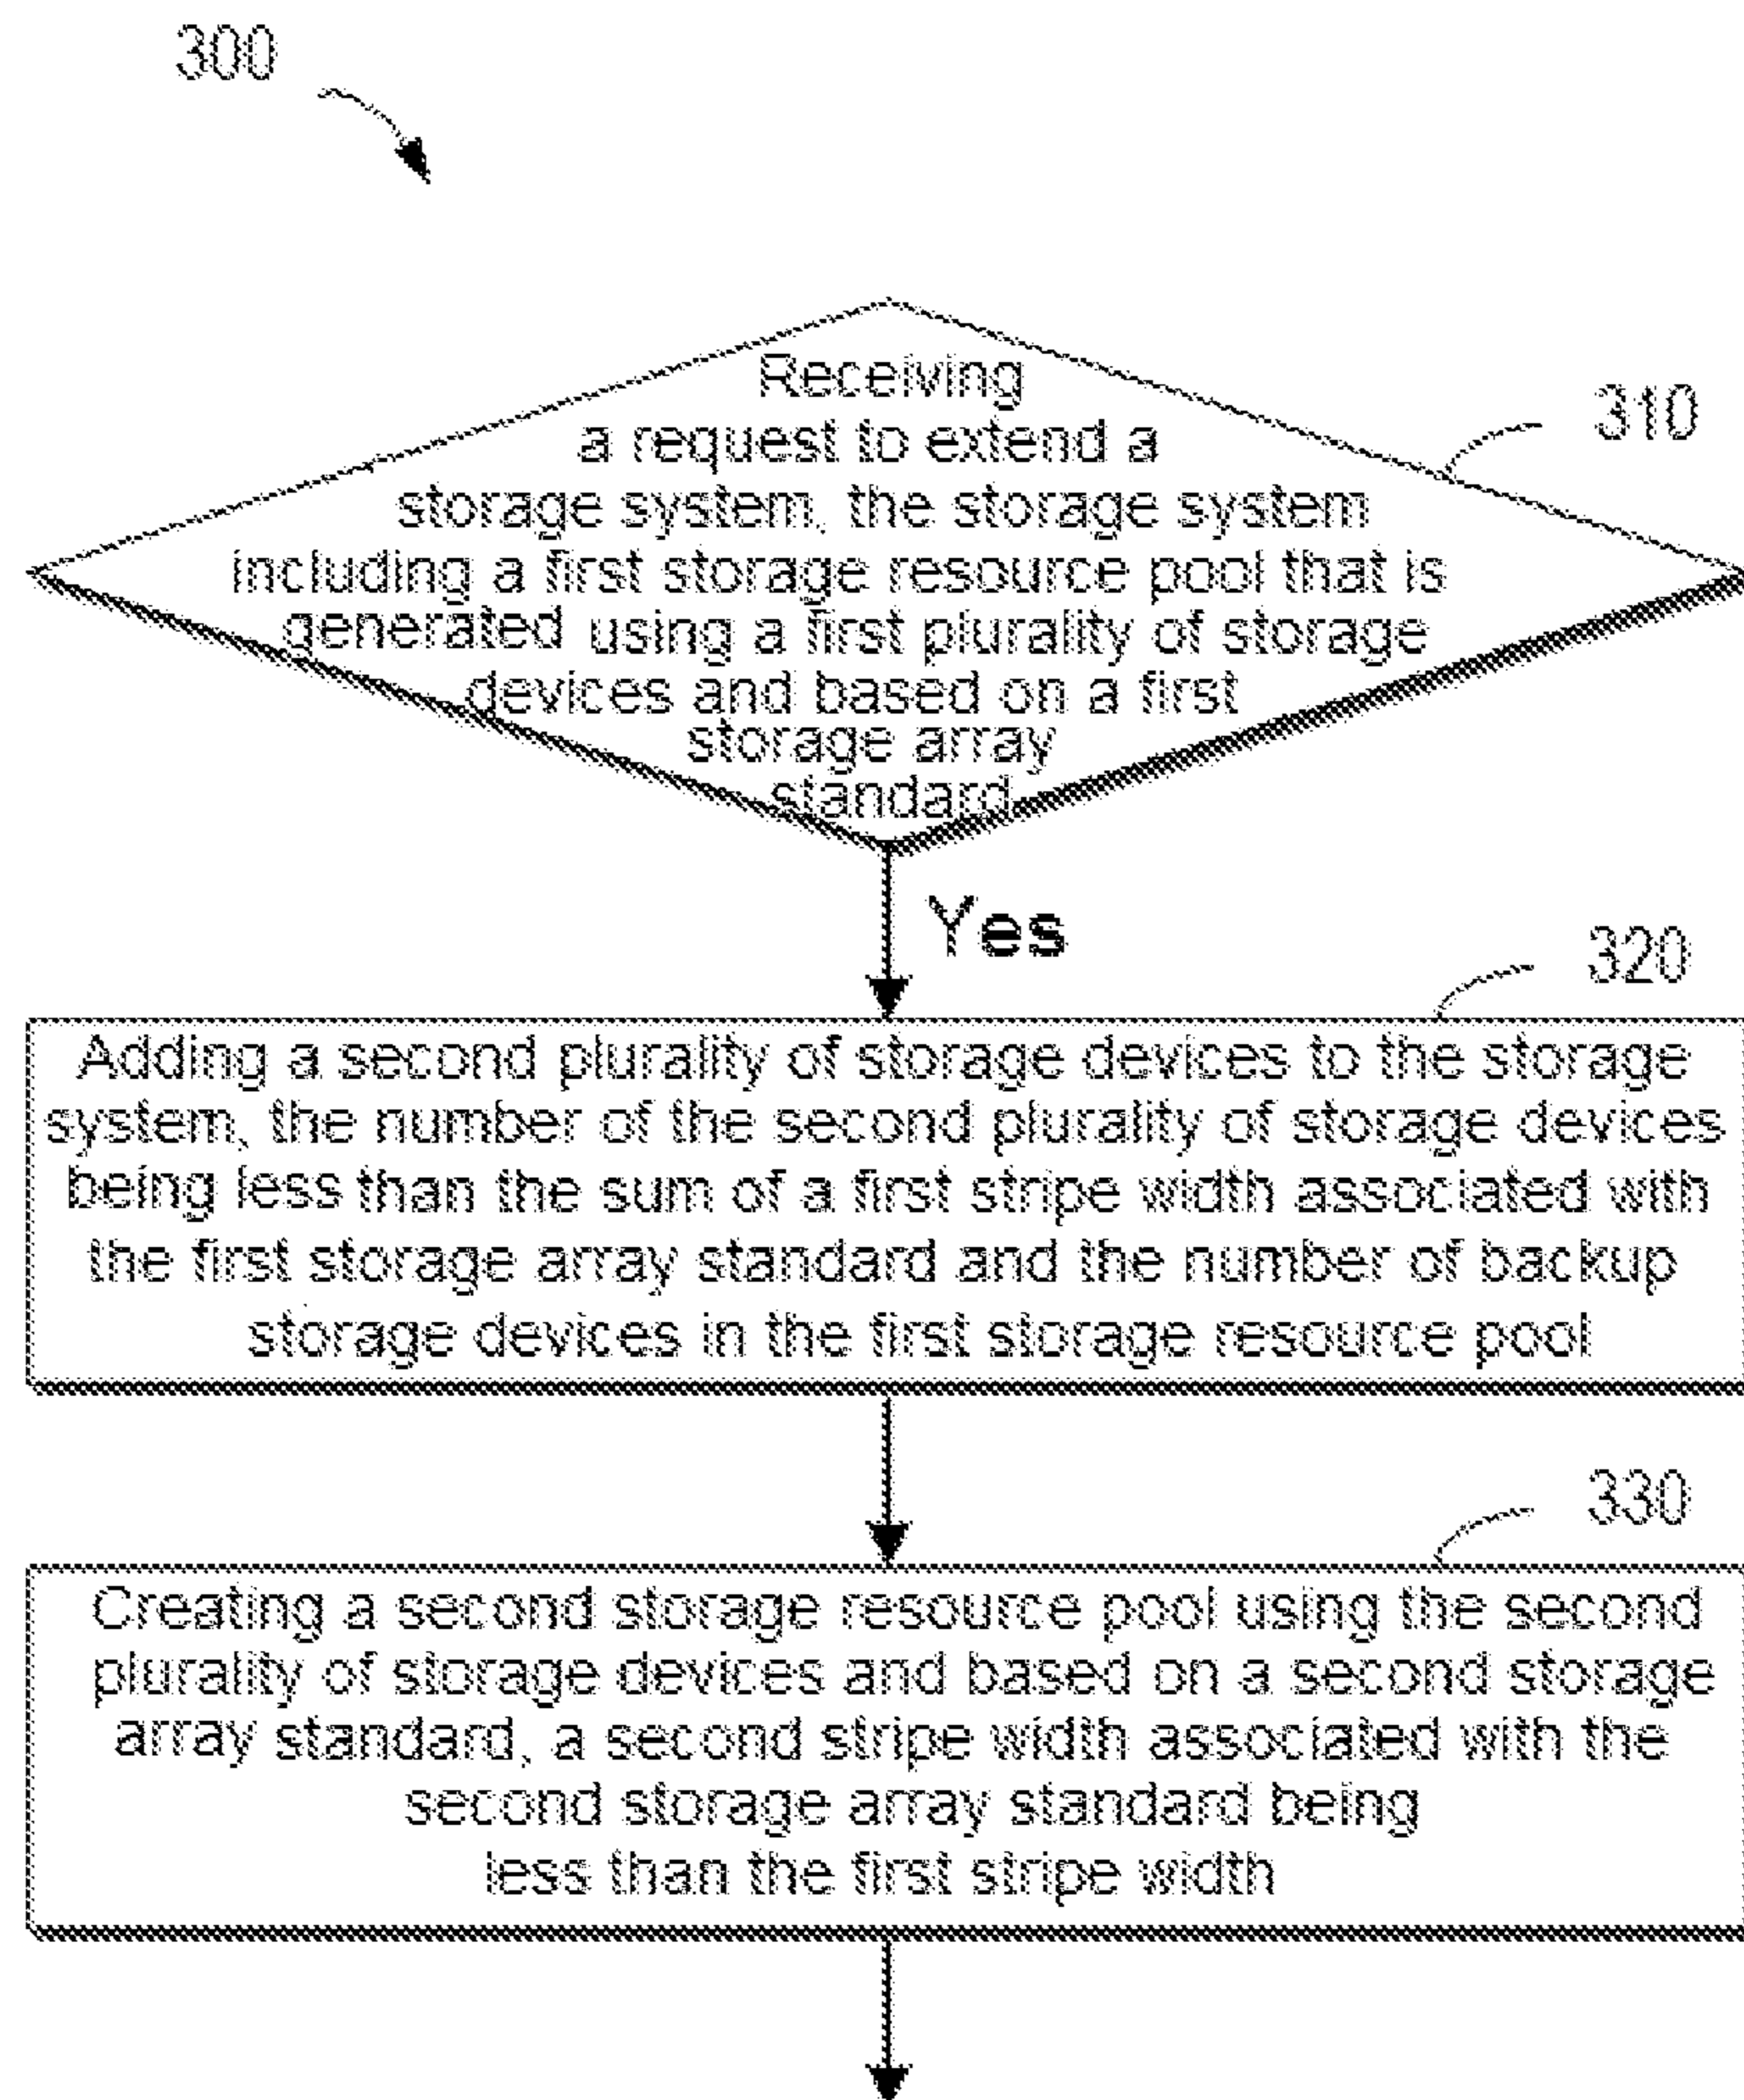 300
Receiving
310
a request to extend a
storage system, the storage system
including a first storage resource pool that is
generated using a first plurality of storage
devices and based on a first
storage array
standard
Yes
320
Adding a second plurality of storage devices to the storage
system, the number of the second plurality of storage devices
being less than the sum of a first stripe width associated with
the first storage array standard and the number of backup
storage devices in the first storage resource pool
330
Creating a second storage resource pool using the second
plurality of storage devices and based on a second storage
array standard, a second stripe width associated with the
second storage array standard being
less than the first stripe width